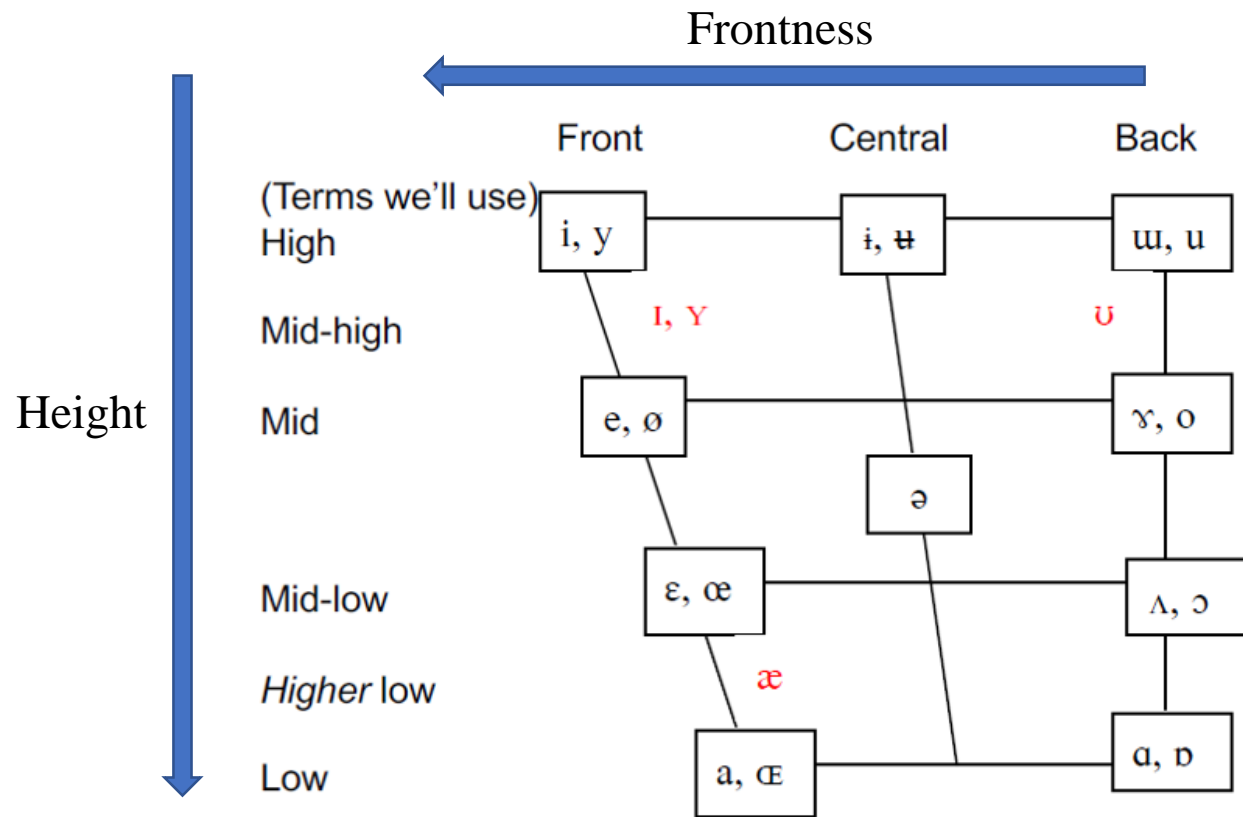 Frontness
Front Central Back
(Terms we'll use)
High
i, y ɨ, ʉ ɯ, u
Mid-high
ɪ, ʏ ʊ
Height
Mid
e, ø ɤ, o
ə
Mid-low
ɛ, œ ʌ, ɔ
Higher low
æ
Low
a, ɶ ɑ, ɒ